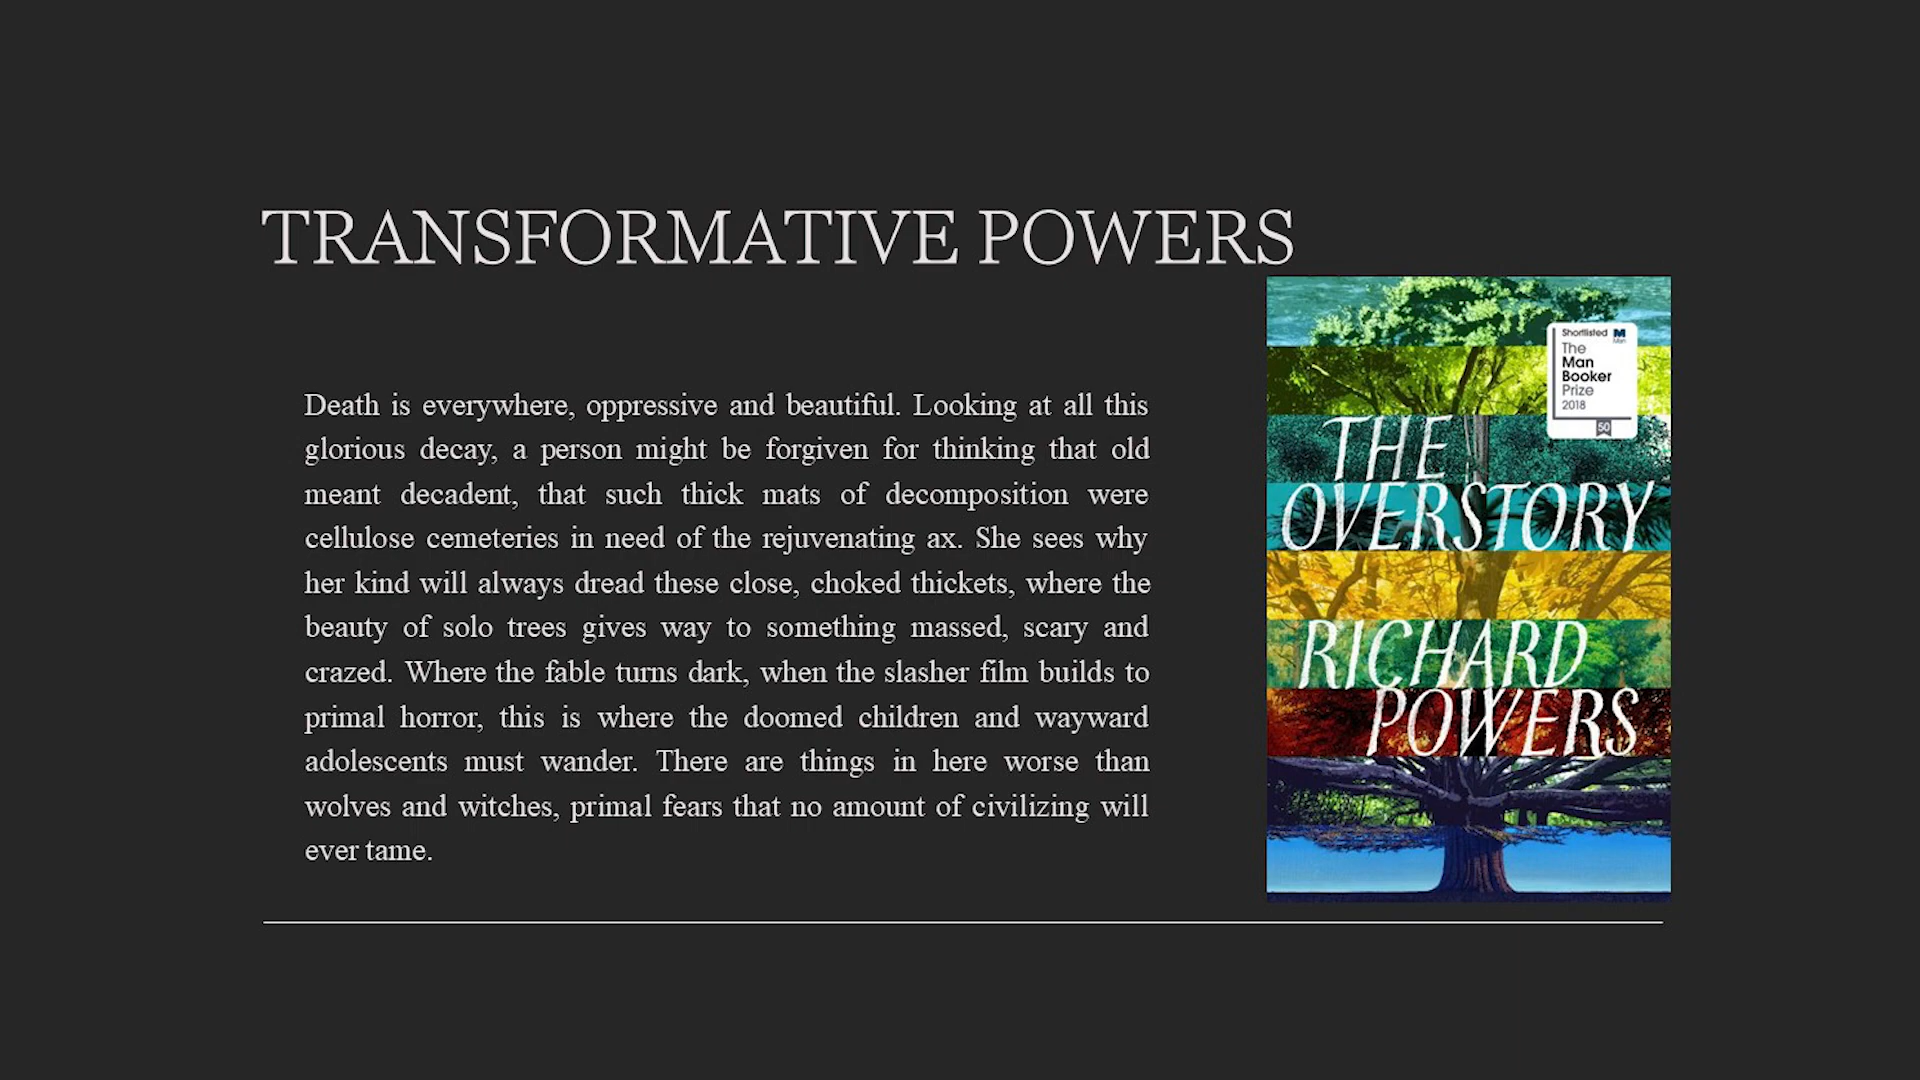 TRANSFORMATIVE POWERS
Death is everywhere, oppressive and beautiful. Looking at all this
glorious decay, a person might be forgiven for thinking that old
meant decadent, that such thick mats of decomposition were
cellulose cemeteries in need of the rejuvenating ax. She sees why
her kind will always dread these close, choked thickets, where the
beauty of solo trees gives way to something massed, scary and
crazed. Where the fable turns dark, when the slasher film builds to
primal horror, this is where the doomed children and wayward
adolescents must wander. There are things in here worse than
wolves and witches, primal fears that no amount of civilizing will
ever tame.
Shortlisted M
Man
The
Man
Booker
Prize
2018
50
THE
OVERSTORY
RICHARD
POWERS